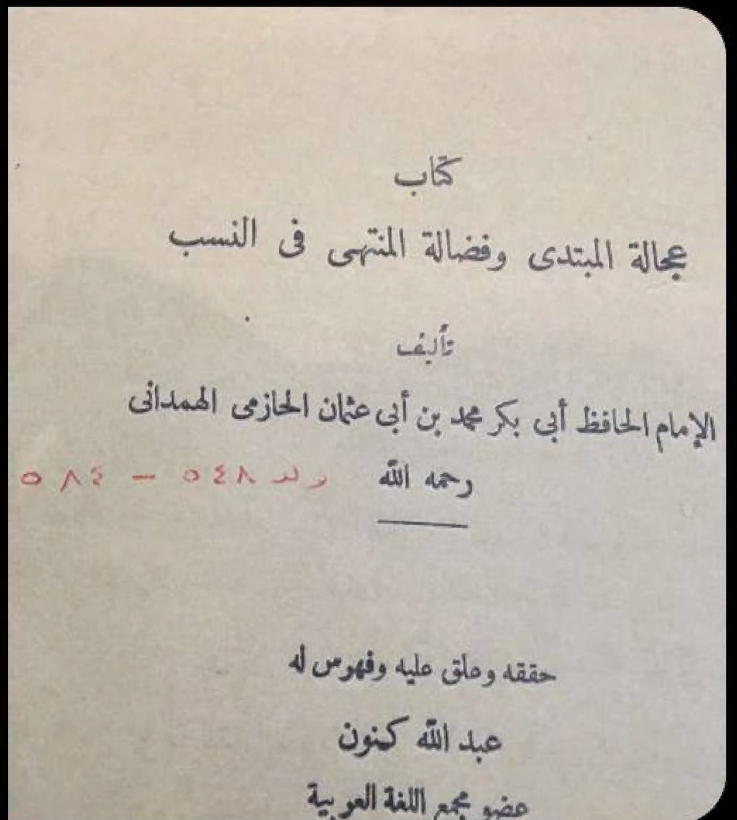 كتاب
عجالة المبتدى وفضالة المنتهى فى النسب
تأليف
الإمام الحافظ أبى بكر محمد بن أبى عثمان الحازمى الهمدانى
رحمه الله ولد ٥٤٨ – ٥٨٤
حققه وعلق عليه وفهرس له
عبد الله كنون
عضو مجمع اللغة العربية